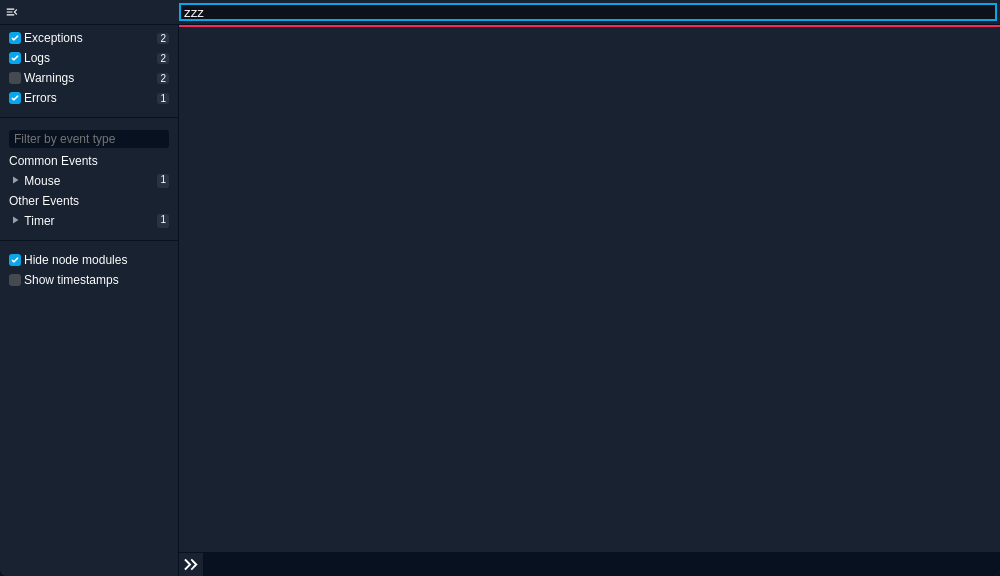 zzz
Exceptions 2
Logs 2
Warnings 2
Errors 1
Filter by event type
Common Events
Mouse 1
Other Events
Timer 1
Hide node modules
Show timestamps